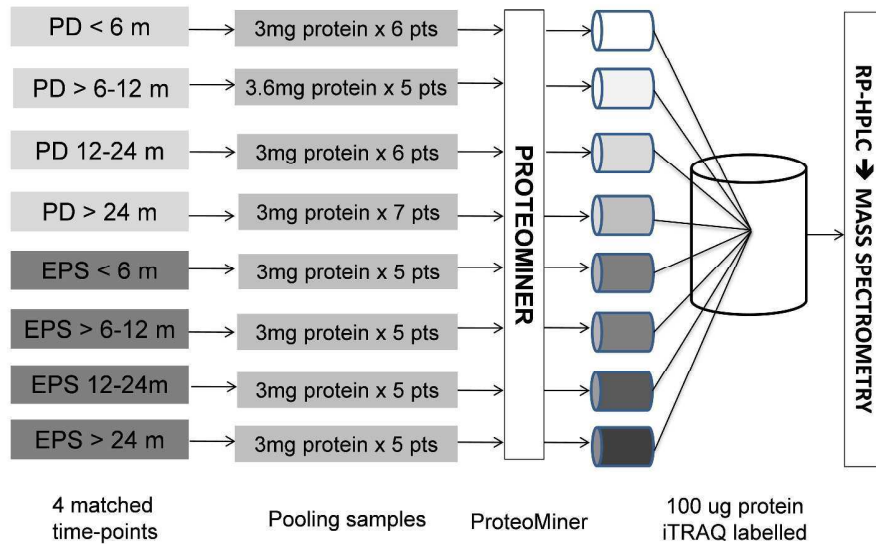 PD < 6 m
3mg protein x 6 pts
PD > 6-12 m
3.6mg protein x 5 pts
PD 12-24 m
3mg protein x 6 pts
PD > 24 m
3mg protein x 7 pts
EPS < 6 m
3mg protein x 5 pts
EPS > 6-12 m
3mg protein x 5 pts
EPS 12-24m
3mg protein x 5 pts
EPS > 24 m
3mg protein x 5 pts
PROTEOMINER
RP-HPLC ➔ MASS SPECTROMETRY
4 matched
time-points
Pooling samples
ProteoMiner
100 ug protein
iTRAQ labelled